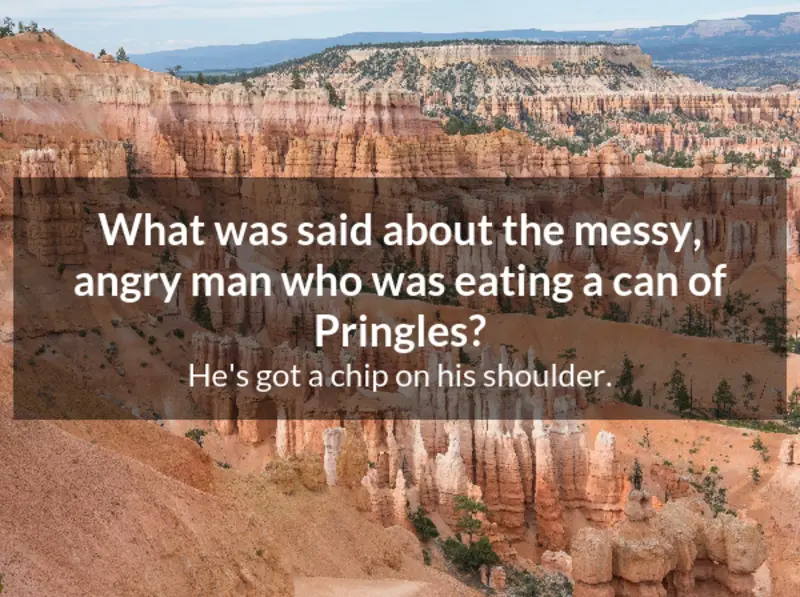 What was said about the messy,
angry man who was eating a can of
Pringles?
He's got a chip on his shoulder.